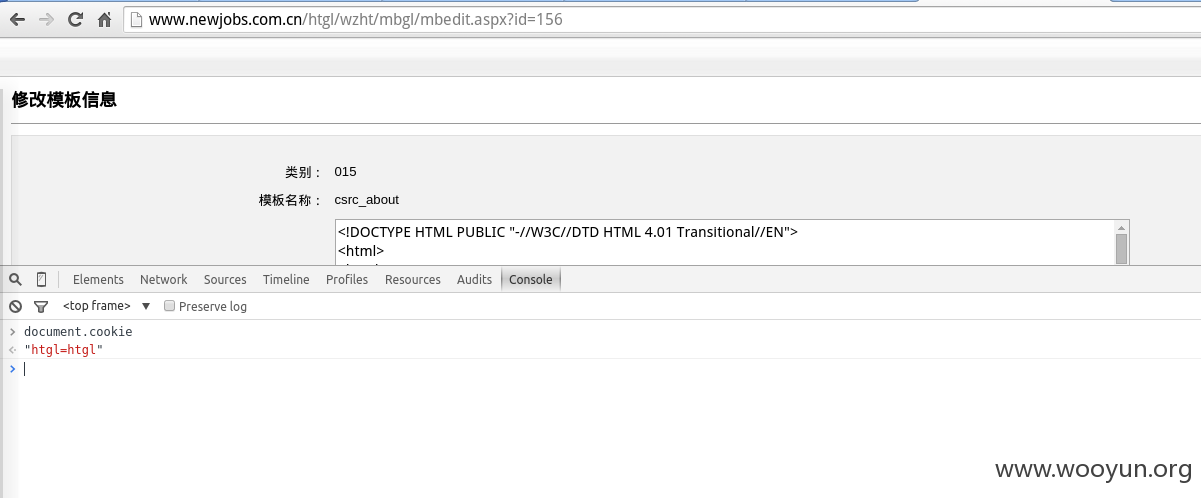 www.newjobs.com.cn/htgl/wzht/mbgl/mbedit.aspx?id=156
修改模板信息
类别： 015
模板名称： csrc_about
<!DOCTYPE HTML PUBLIC "-//W3C//DTD HTML 4.01 Transitional//EN">
<html>
Elements Network Sources Timeline Profiles Resources Audits Console
<top frame> ▼ Preserve log
> document.cookie
"htgl=htgl"
>
www.wooyun.org